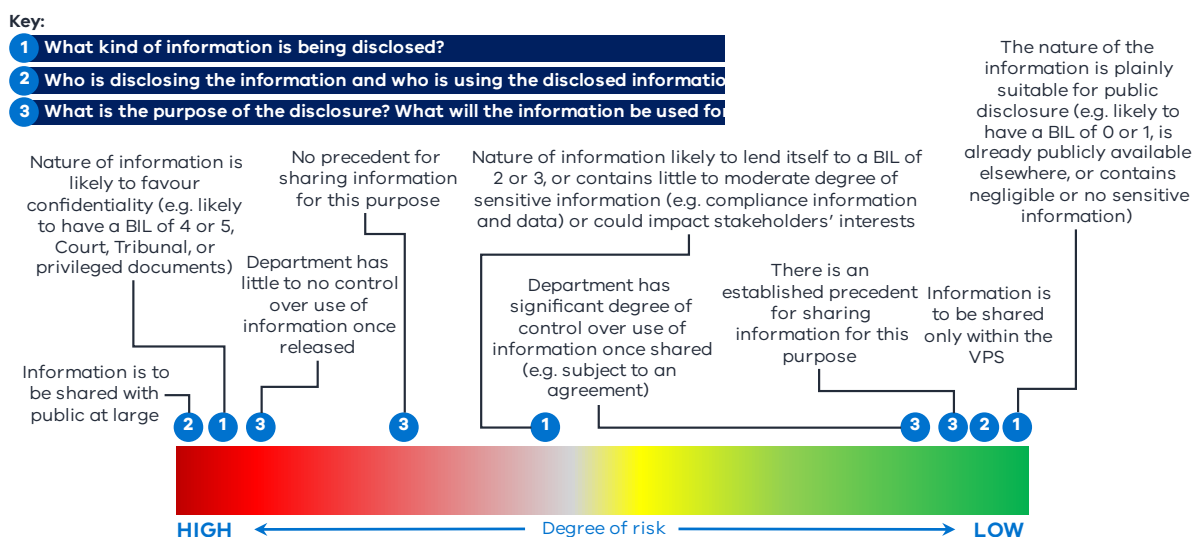 Key:
1 What kind of information is being disclosed?
2 Who is disclosing the information and who is using the disclosed informatio
3 What is the purpose of the disclosure? What will the information be used for
Nature of information is
likely to favour
confidentiality (e.g. likely
to have a BIL of 4 or 5,
Court, Tribunal, or
privileged documents)
No precedent for
sharing information
for this purpose
Nature of information likely to lend itself to a BIL of
2 or 3, or contains little to moderate degree of
sensitive information (e.g. compliance information
and data) or could impact stakeholders’ interests
The nature of the
information is plainly
suitable for public
disclosure (e.g. likely to
have a BIL of 0 or 1, is
already publicly available
elsewhere, or contains
negligible or no sensitive
information)
Department has
little to no control
over use of
information once
released
Department has
significant degree of
control over use of
information once shared
(e.g. subject to an
agreement)
There is an
established precedent
for sharing
information for this
purpose
Information is
to be shared
only within the
VPS
Information is to
be shared with
public at large
2 1 3 3 1 3 3 2 1
HIGH Degree of risk LOW